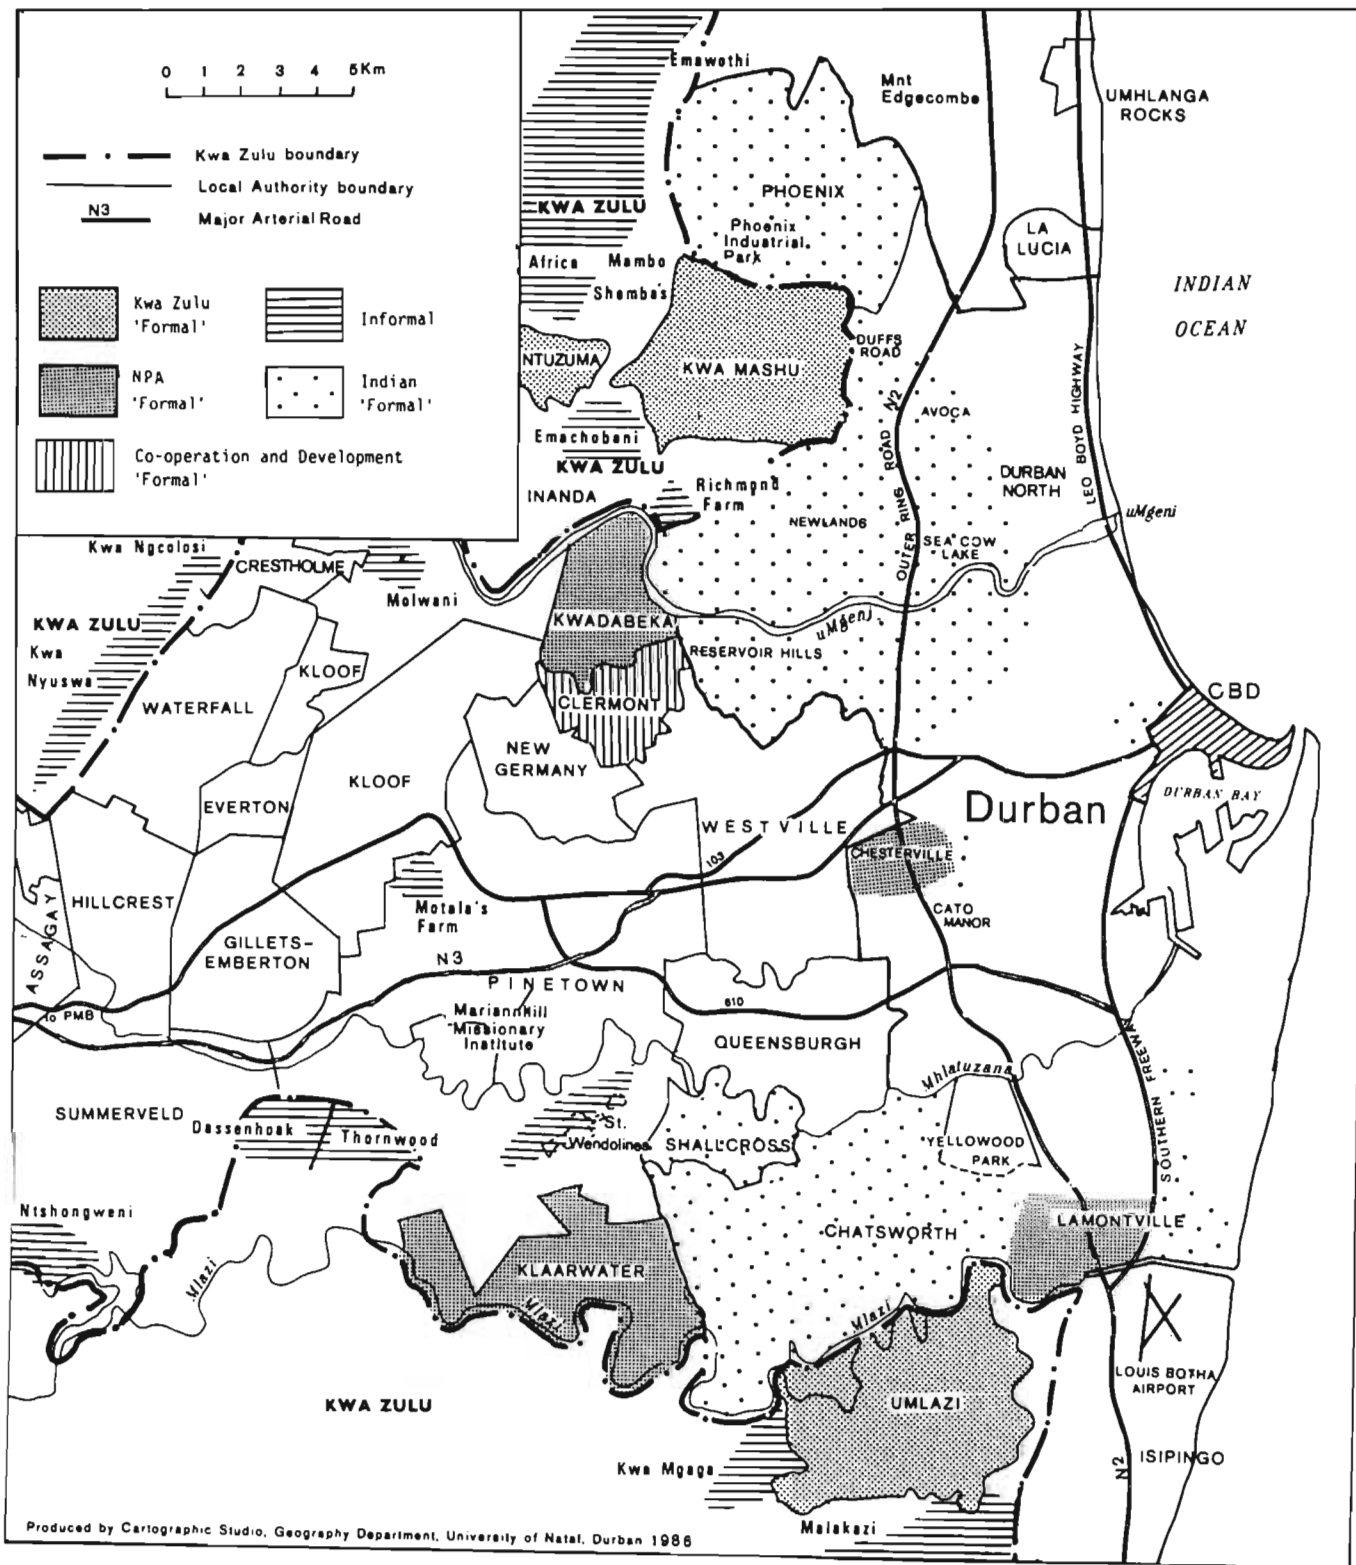 0 1 2 3 4 5Km
Kwa Zulu boundary
Local Authority boundary
N3
Major Arterial Road
Kwa Zulu
'Formal'
Informal
NPA
'Formal'
Indian
'Formal'
Co-operation and Development
'Formal'
Emawothi
Mnt
Edgecombe
UMHLANGA
ROCKS
PHOENIX
KWA ZULU
Phoenix
Industrial
Park
LA
LUCIA
Africa
Mambo
Shemba's
INDIAN
OCEAN
NTUZUMA
KWA MASHU
DUFFS
ROAD
LEO BOYD HIGHWAY
N2
OUTER RING ROAD
AVOCA
Emachobani
KWA ZULU
INANDA
Richmond
Farm
DURBAN
NORTH
uMgeni
NEWLANDS
SEA COW
LAKE
Kwa Ngcolosi
CRESTHOLME
Molwani
KWA ZULU
Kwa
Nyuswa
KWADABEKA
uMgeni
RESERVOIR HILLS
KLOOF
WATERFALL
CLERMONT
CBD
NEW
GERMANY
KLOOF
EVERTON
DURBAN BAY
Durban
WESTVILLE
103
CHESTERVILLE
HILLCREST
ASSAGAY
Motala's
Farm
CATO
MANOR
GILLETS-
EMBERTON
N3
PINETOWN
to PMB
610
Mariannhill
Missionary
Institute
QUEENSBURGH
SOUTHERN FREEWAY
Mhlatuzana
SUMMERVELD
Dassenhoek
Thornwood
St.
Wendolines
SHALLCROSS
YELLOWOOD
PARK
Ntshongweni
LAMONTVILLE
CHATSWORTH
Mlazi
KLAARWATER
Mlazi
Mlazi
LOUIS BOTHA
AIRPORT
KWA ZULU
UMLAZI
Kwa Mgaga
N2
ISIPINGO
Malakazi
Produced by Cartographic Studio, Geography Department, University of Natal, Durban 1986